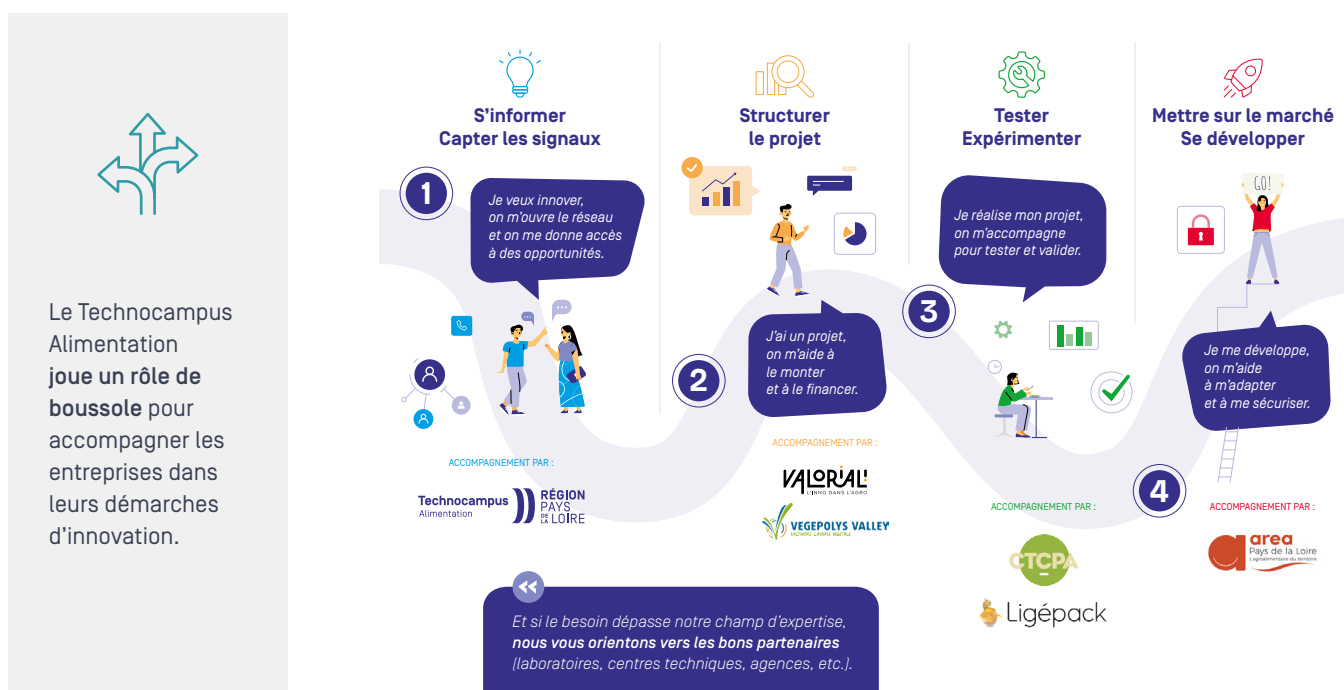 Le Technocampus
Alimentation
joue un rôle de
boussole pour
accompagner les
entreprises dans
leurs démarches
d'innovation.
S'informer
Capter les signaux
1
Je veux innover,
on m'ouvre le réseau
et on me donne accès
à des opportunités.
ACCOMPAGNEMENT PAR :
Technocampus
Alimentation
RÉGION
PAYS
DE LA LOIRE
Structurer
le projet
2
J'ai un projet,
on m'aide à
le monter
et à le financer.
ACCOMPAGNEMENT PAR :
VALORIAL!
L'INNO DANS L'AGRO
VEGEPOLYS VALLEY
Tester
Expérimenter
3
Je réalise mon projet,
on m'accompagne
pour tester et valider.
ACCOMPAGNEMENT PAR :
CTCPA
Ligépack
Mettre sur le marché
Se développer
GO!
4
Je me développe,
on m'aide
à m'adapter
et à me sécuriser.
ACCOMPAGNEMENT PAR :
area
Pays de la Loire
L'agroalimentaire du territoire
Et si le besoin dépasse notre champ d'expertise,
nous vous orientons vers les bons partenaires
(laboratoires, centres techniques, agences, etc.).